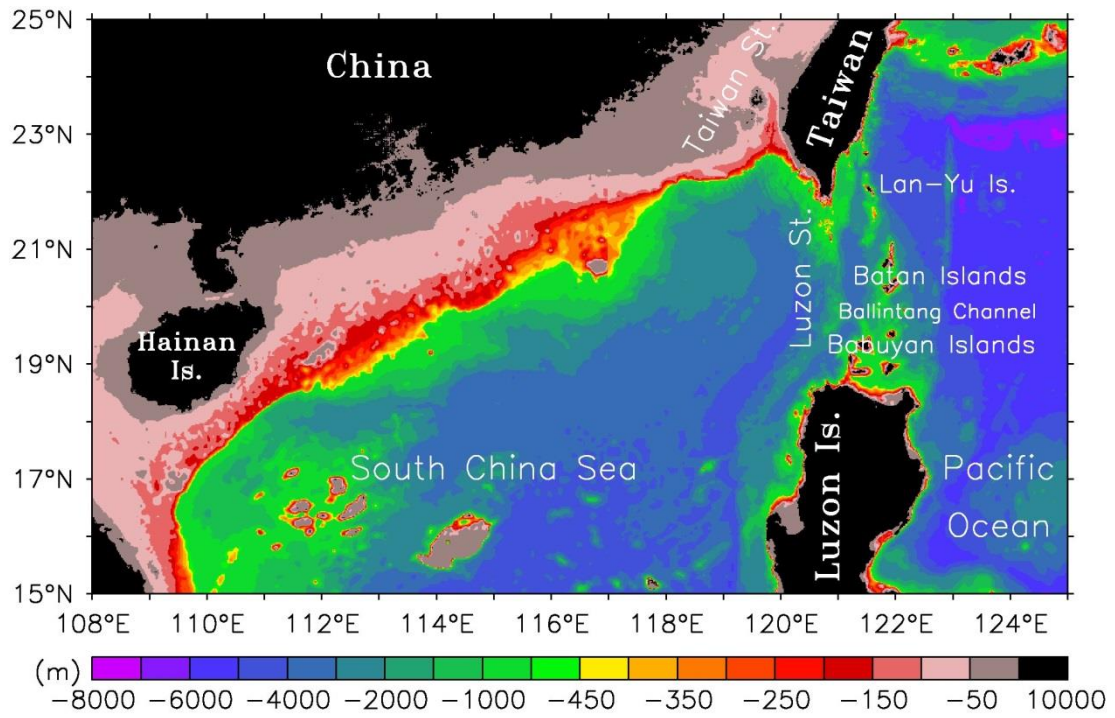 25°N
23°N
21°N
19°N
17°N
15°N
China
Taiwan St.
Taiwan
Lan-Yu Is.
Luzon St.
Batan Islands
Ballintang Channel
Babuyan Islands
Hainan
Is.
South China Sea
Luzon Is.
Pacific
Ocean
108°E 110°E 112°E 114°E 116°E 118°E 120°E 122°E 124°E
(m)
-8000 -6000 -4000 -2000 -1000 -450 -350 -250 -150 -50 10000